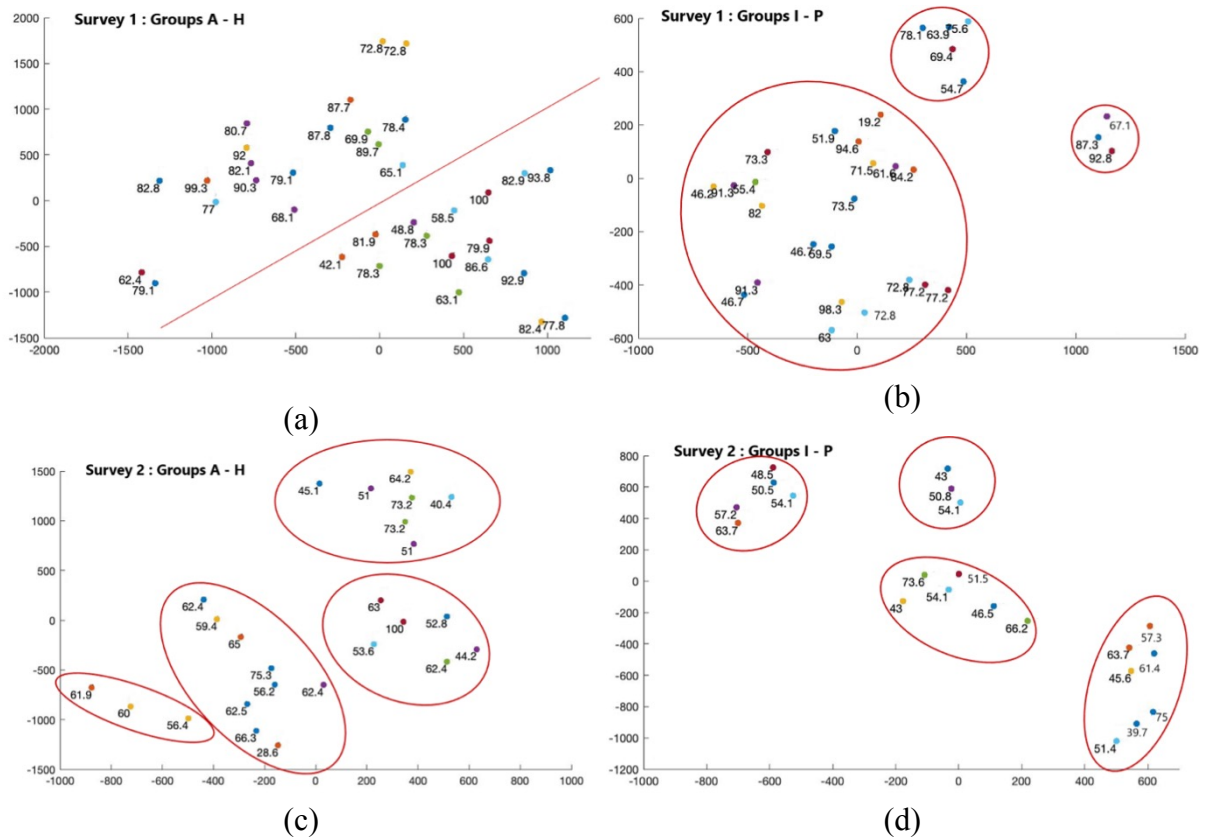 Survey 1 : Groups A - H
2000
1500
1000
500
0
-500
-1000
-1500
-2000 -1500 -1000 -500 0 500 1000
72.8 72.8
87.7
80.7 87.8 69.9 78.4
92 89.7
82.1 79.1 65.1
82.8 99.3 90.3 82.9 93.8
77 68.1 58.5 100
48.8
81.9 78.3 79.9
42.1 100 86.6
62.4 78.3 92.9
79.1 63.1
82.4 77.8
(a)
Survey 1 : Groups I - P
600
400
200
0
-200
-400
-600
-1000 -500 0 500 1000 1500
78.1 63.9 75.6
69.4
54.7
19.2 67.1
51.9 94.6 87.3
73.3 71.5 61.6 64.2 92.8
46.2 91.3 55.4
82 73.5
46.7 69.5
91.3 72.8 77.2 77.2
46.7 98.3 72.8
63
(b)
Survey 2 : Groups A - H
1500
1000
500
0
-500
-1000
-1500
-1000 -800 -600 -400 -200 0 200 400 600 800 1000
64.2
45.1 51 73.2 40.4
73.2
51
62.4 63
59.4 100 52.8
65 53.6 44.2
75.3 62.4
56.2 62.4
61.9 62.5
60 66.3
56.4 28.6
(c)
Survey 2 : Groups I - P
800
600
400
200
0
-200
-400
-600
-800
-1000
-1200
-1000 -800 -600 -400 -200 0 200 400 600
48.5 43
50.5 50.8
57.2 54.1 54.1
63.7
73.6 51.5
43 54.1 46.5
66.2
57.3
63.7 61.4
45.6
75
39.7
51.4
(d)